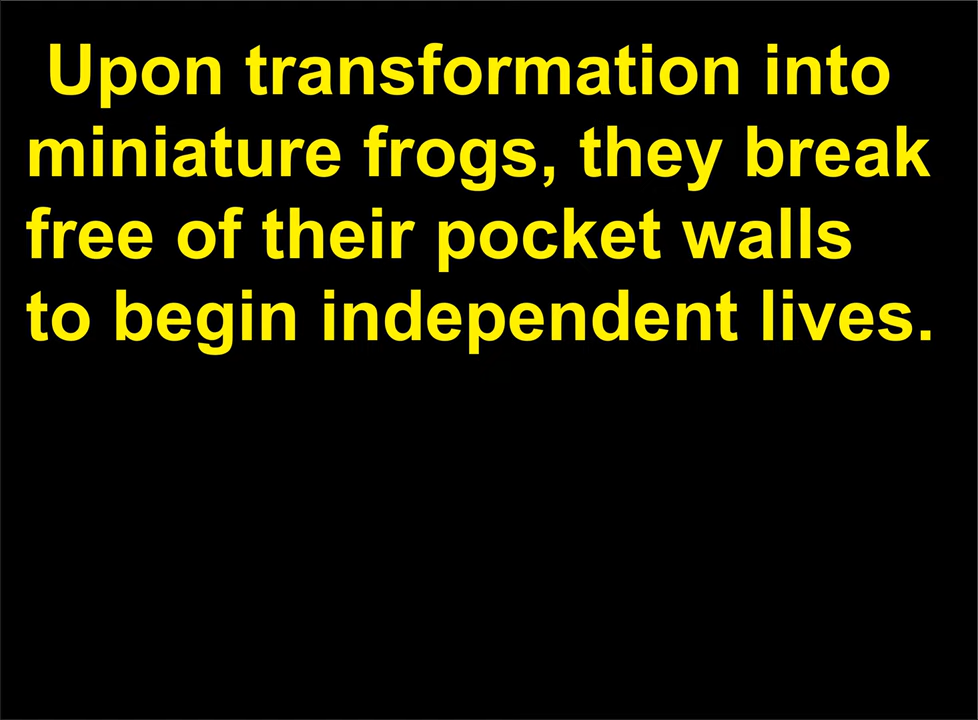 Upon transformation into
miniature frogs, they break
free of their pocket walls
to begin independent lives.